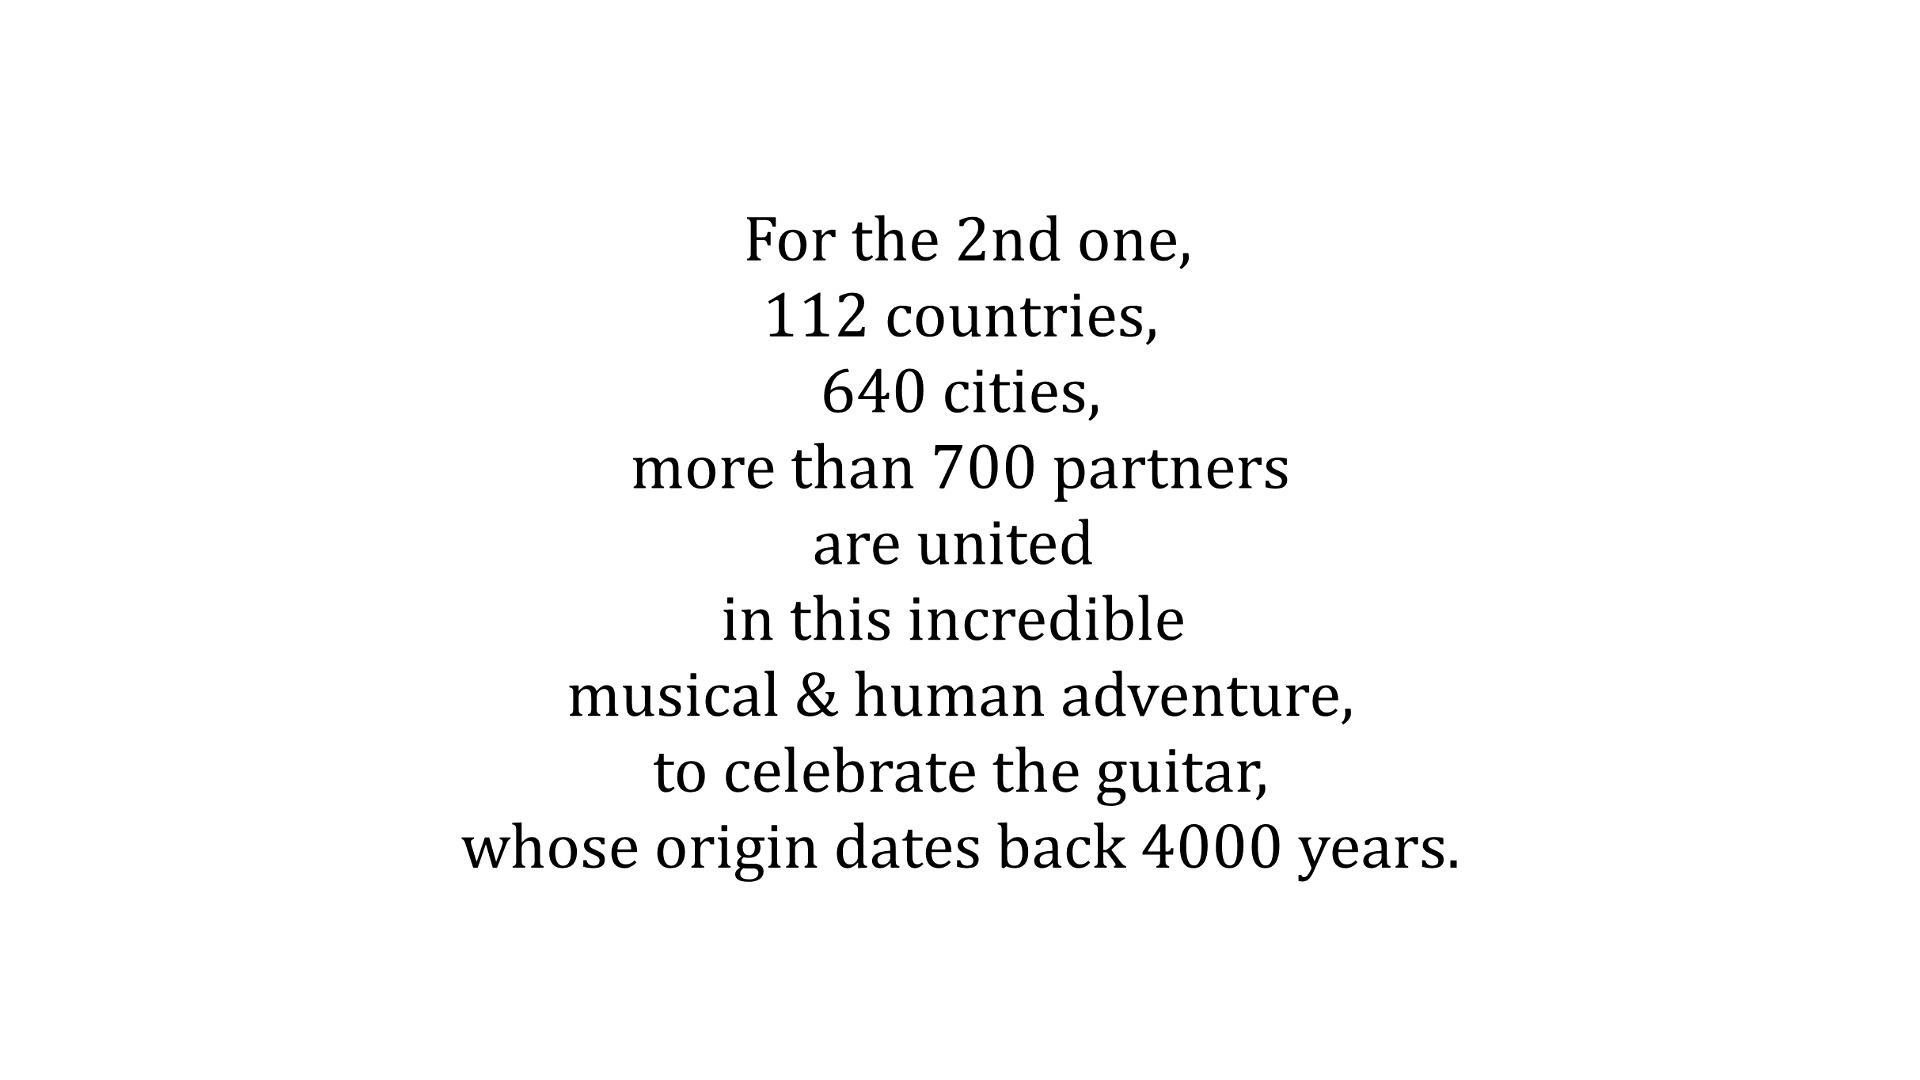 For the 2nd one,
112 countries,
640 cities,
more than 700 partners
are united
in this incredible
musical & human adventure,
to celebrate the guitar,
whose origin dates back 4000 years.